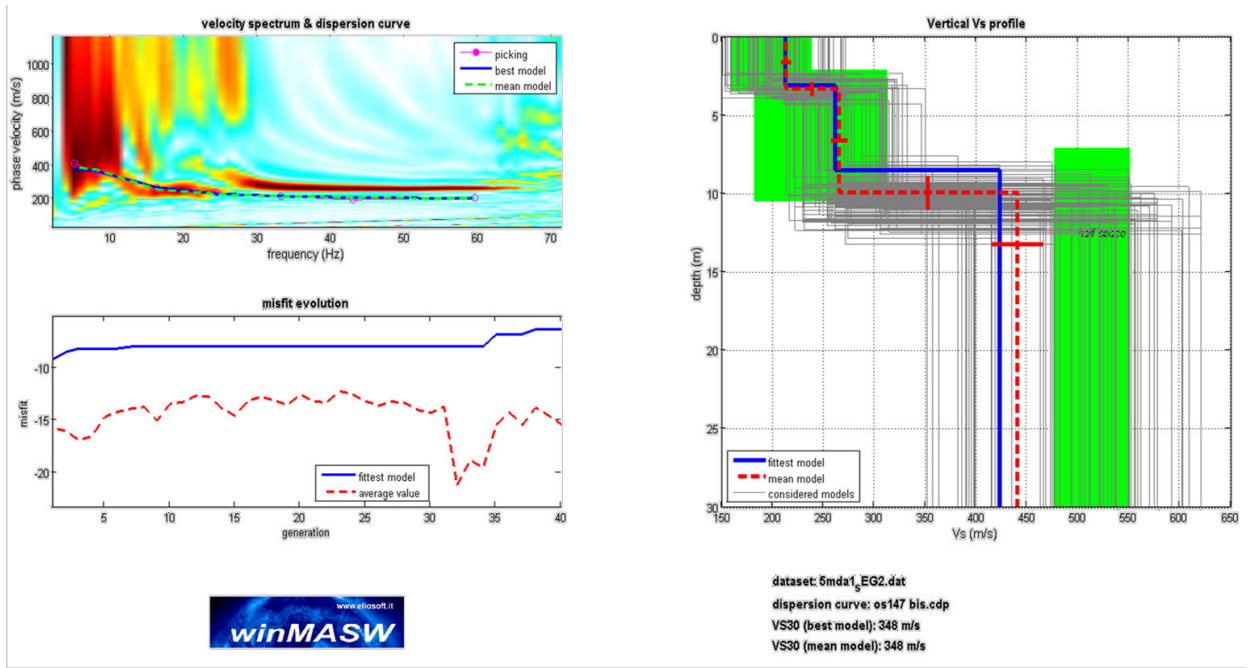 velocity spectrum & dispersion curve
1000
800
600
400
200
phase velocity (m/s)
picking
best model
mean model
10
20
30
40
50
60
70
frequency (Hz)
misfit evolution
-10
-15
-20
misfit
fittest model
average value
5
10
15
20
25
30
35
40
generation
www.eliosoft.it
winMASW
Vertical Vs profile
0
5
10
15
20
25
30
depth (m)
fittest model
mean model
considered models
150
200
250
300
350
400
450
500
550
600
650
Vs (m/s)
dataset: 5mda1SEG2.dat
dispersion curve: os147 bis.cdp
VS30 (best model): 348 m/s
VS30 (mean model): 348 m/s